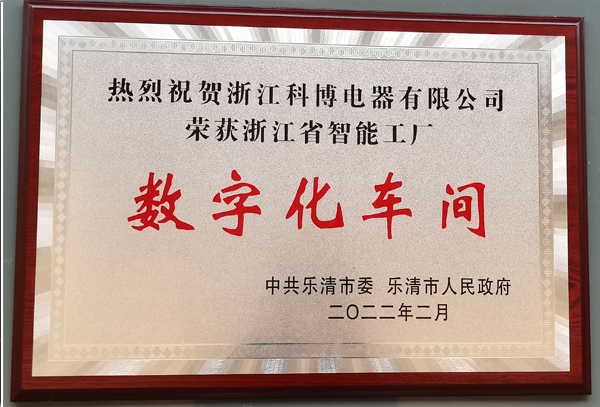 热烈祝贺浙江科博电器有限公司
荣获浙江省智能工厂
数字化车间
中共乐清市委 乐清市人民政府
二〇二二年二月